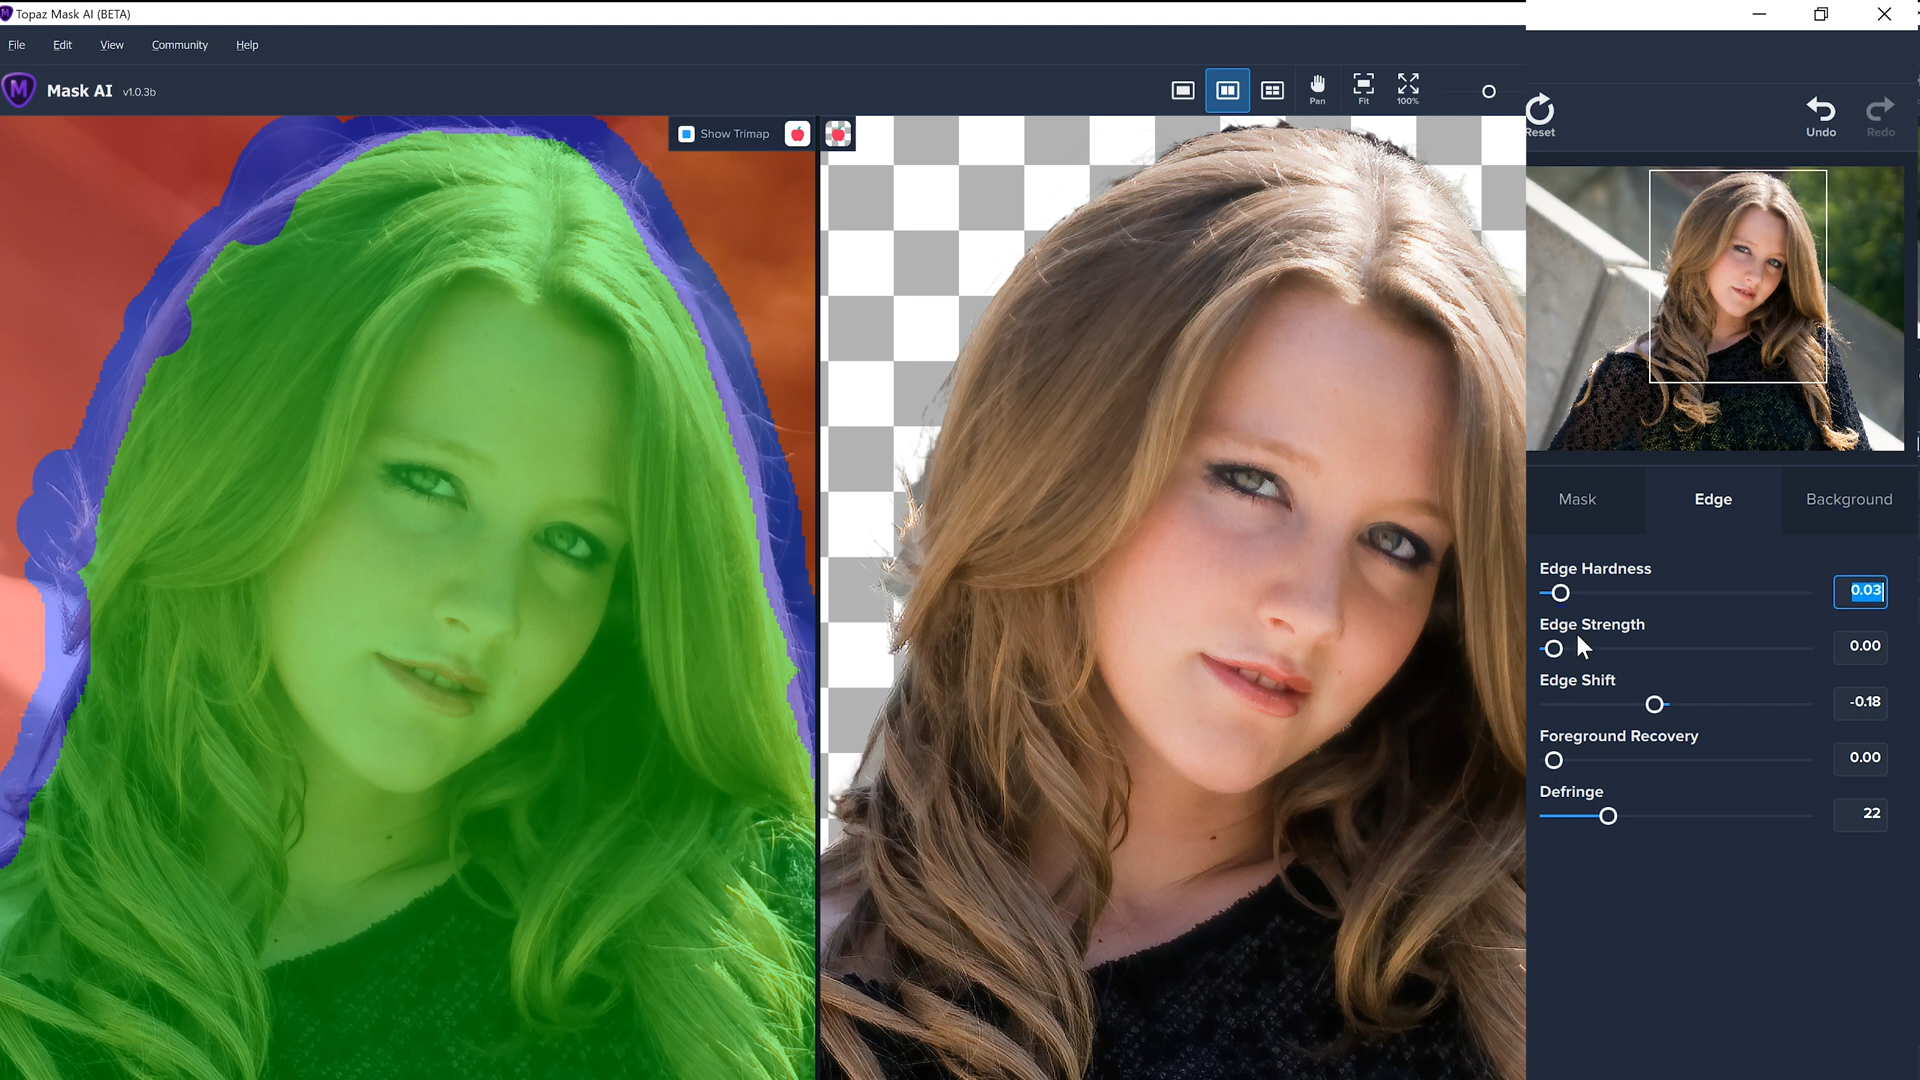 Topaz Mask AI (BETA)
File Edit View Community Help
Mask AI v1.0.3b
Pan Fit 100%
Reset Undo Redo
Show Trimap
Mask Edge Background
Edge Hardness
0.03
Edge Strength
0.00
Edge Shift
-0.18
Foreground Recovery
0.00
Defringe
22